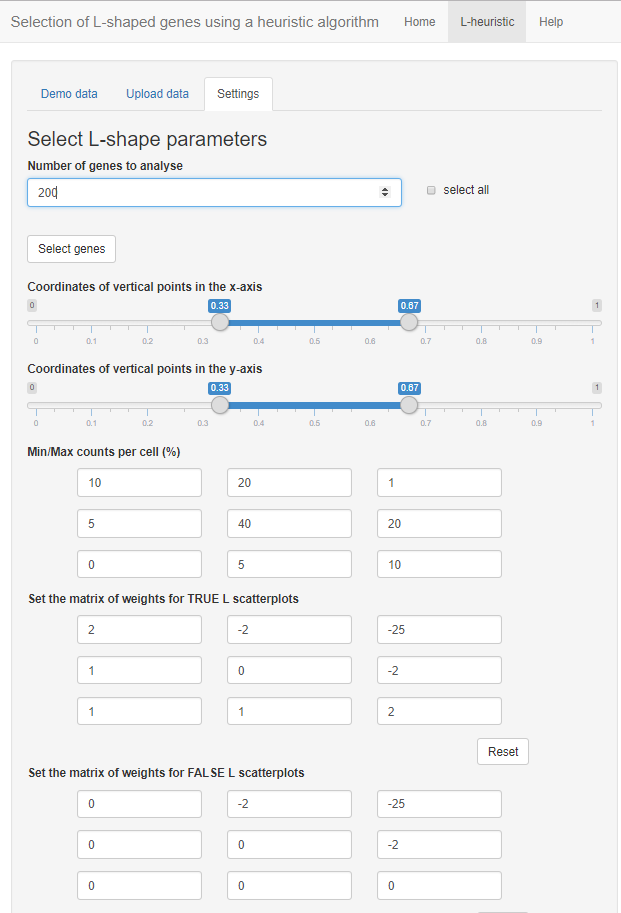 Selection of L-shaped genes using a heuristic algorithm Home L-heuristic Help
Demo data Upload data Settings
Select L-shape parameters
Number of genes to analyse
200 select all
Select genes
Coordinates of vertical points in the x-axis
0 0.33 0.67 1
0 0.1 0.2 0.3 0.4 0.5 0.6 0.7 0.8 0.9 1
Coordinates of vertical points in the y-axis
0 0.33 0.67 1
0 0.1 0.2 0.3 0.4 0.5 0.6 0.7 0.8 0.9 1
Min/Max counts per cell (%)
10 20 1
5 40 20
0 5 10
Set the matrix of weights for TRUE L scatterplots
2 -2 -25
1 0 -2
1 1 2
Reset
Set the matrix of weights for FALSE L scatterplots
0 -2 -25
0 0 -2
0 0 0